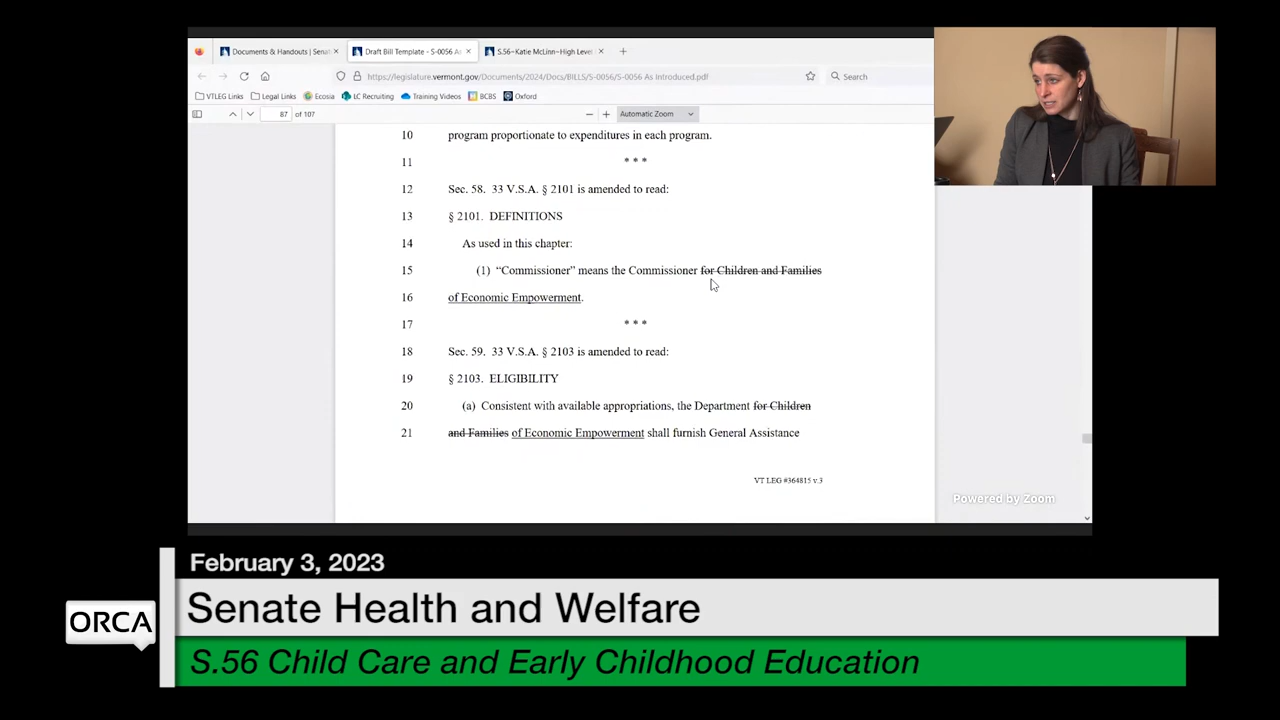 Documents & Handouts | Senat
Draft Bill Template - S-0056 As
S.56~Katie McLinn~High Level
https://legislature.vermont.gov/Documents/2024/Docs/BILLS/S-0056/S-0056 As Introduced.pdf
Search
VTLEG Links
Legal Links
Ecosia
LC Recruiting
Training Videos
BCBS
Oxford
87 of 107
Automatic Zoom
10 program proportionate to expenditures in each program.
11 * * *
12 Sec. 58. 33 V.S.A. § 2101 is amended to read:
13 § 2101. DEFINITIONS
14 As used in this chapter:
15 (1) “Commissioner” means the Commissioner for Children and Families
16 of Economic Empowerment.
17 * * *
18 Sec. 59. 33 V.S.A. § 2103 is amended to read:
19 § 2103. ELIGIBILITY
20 (a) Consistent with available appropriations, the Department for Children
21 and Families of Economic Empowerment shall furnish General Assistance
VT LEG #364815 v.3
Powered by Zoom
February 3, 2023
ORCA
Senate Health and Welfare
S.56 Child Care and Early Childhood Education